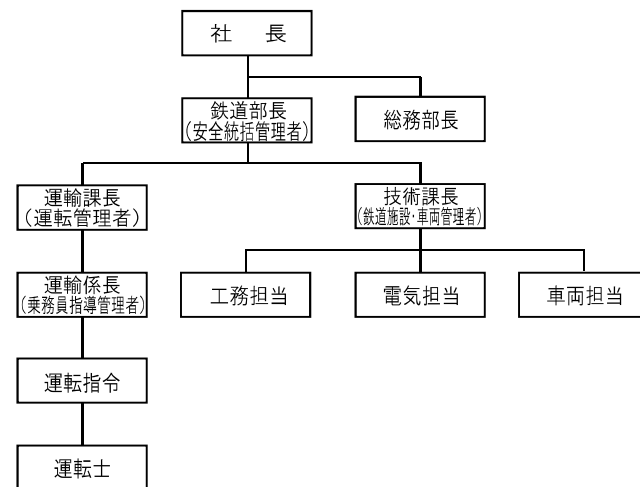 社　長
鉄道部長
（安全統括管理者）
総務部長
運輸課長
（運転管理者）
技術課長
（鉄道施設・車両管理者）
運輸係長
（乗務員指導管理者）
工務担当
電気担当
車両担当
運転指令
運転士